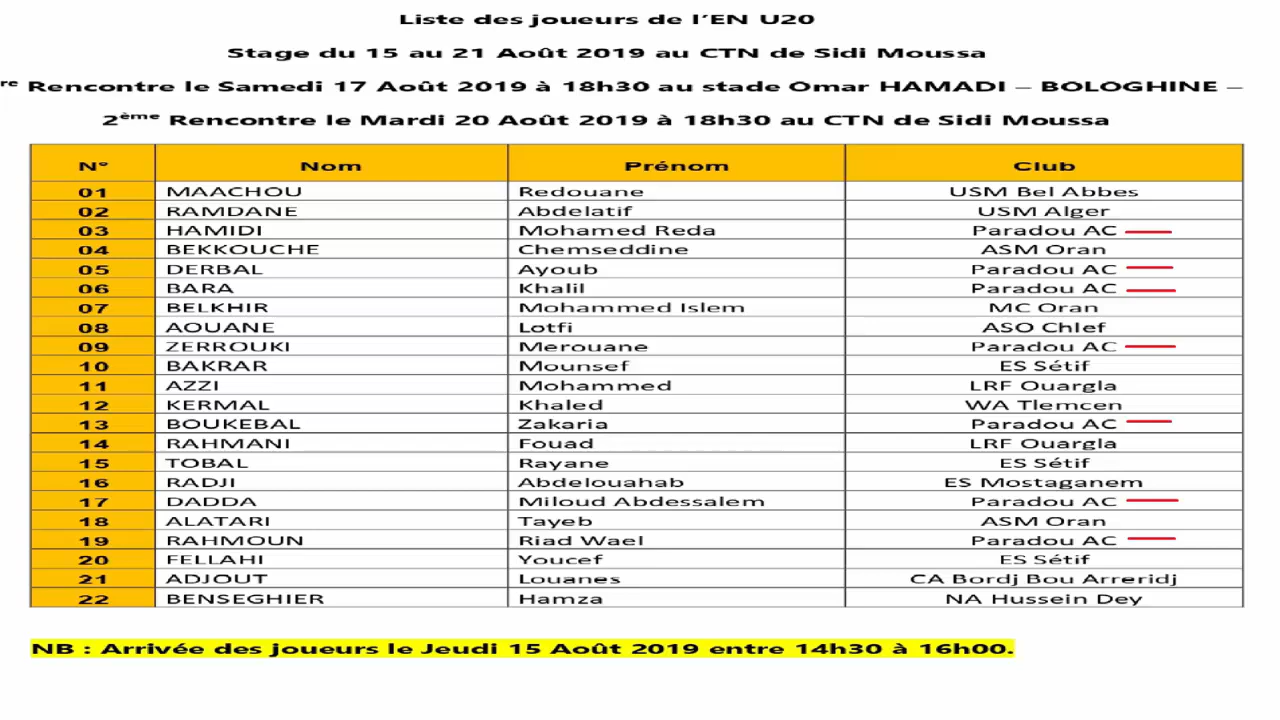 Liste des joueurs de l'EN U20
Stage du 15 au 21 Août 2019 au CTN de Sidi Moussa
re Rencontre le Samedi 17 Août 2019 à 18h30 au stade Omar HAMADI – BOLOGHINE –
2ème Rencontre le Mardi 20 Août 2019 à 18h30 au CTN de Sidi Moussa
N° Nom Prénom Club
01 MAACHOU Redouane USM Bel Abbes
02 RAMDANE Abdelatif USM Alger
03 HAMIDI Mohamed Reda Paradou AC
04 BEKKOUCHE Chemseddine ASM Oran
05 DERBAL Ayoub Paradou AC
06 BARA Khalil Paradou AC
07 BELKHIR Mohammed Islem MC Oran
08 AOUANE Lotfi ASO Chlef
09 ZERROUKI Merouane Paradou AC
10 BAKRAR Mounsef ES Sétif
11 AZZI Mohammed LRF Ouargla
12 KERMAL Khaled WA Tlemcen
13 BOUKEBAL Zakaria Paradou AC
14 RAHMANI Fouad LRF Ouargla
15 TOBAL Rayane ES Sétif
16 RADJI Abdelouahab ES Mostaganem
17 DADDA Miloud Abdessalem Paradou AC
18 ALATARI Tayeb ASM Oran
19 RAHMOUN Riad Wael Paradou AC
20 FELLAHI Youcef ES Sétif
21 ADJOUT Louanes CA Bordj Bou Arreridj
22 BENSEGHIER Hamza NA Hussein Dey
NB : Arrivée des joueurs le Jeudi 15 Août 2019 entre 14h30 à 16h00.